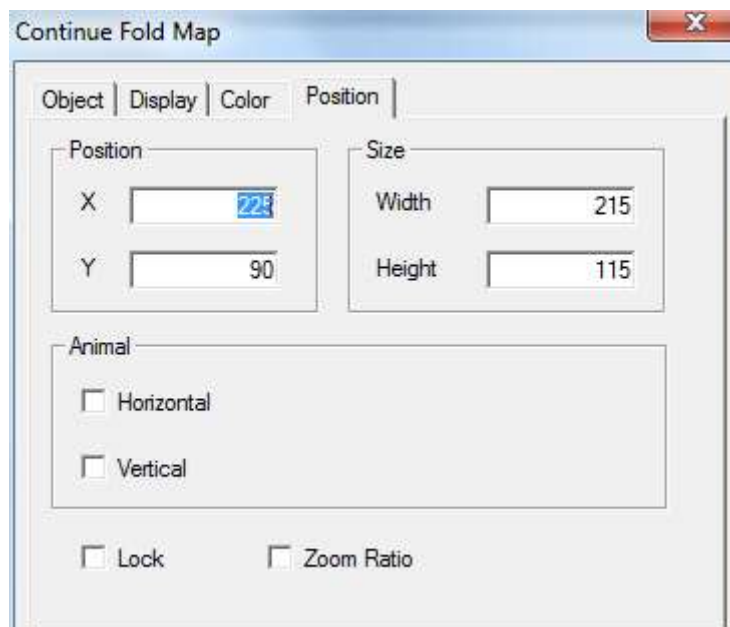 Continue Fold Map
Object Display Color Position
Position Size
X 225 Width 215
Y 90 Height 115
Animal
Horizontal
Vertical
Lock Zoom Ratio